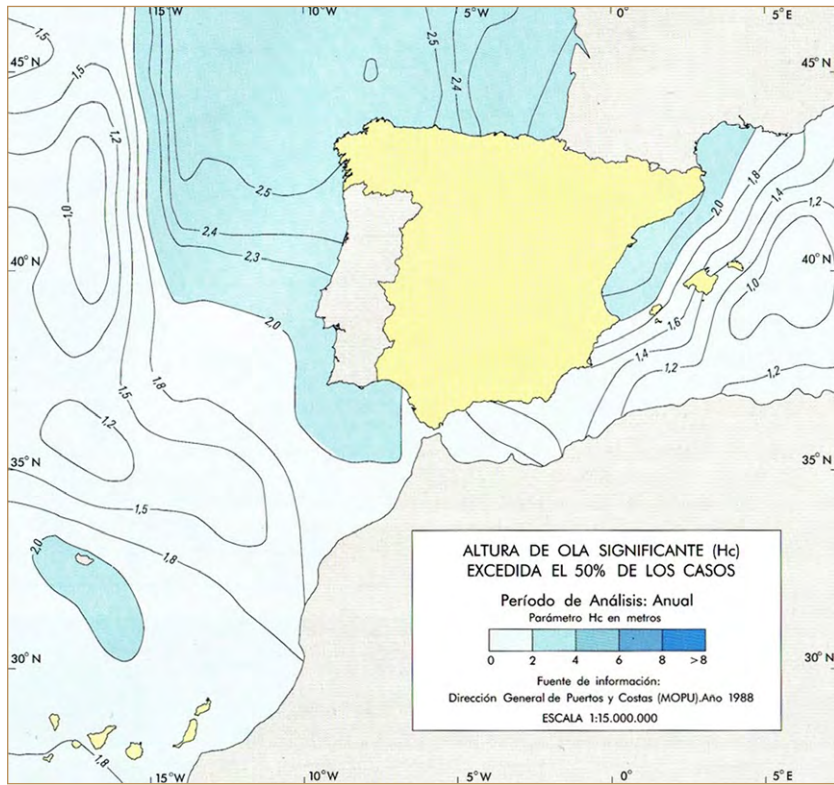 15°W 10°W 5°W 0° 5°E
1,5
45° N 45° N
1,5
2,5
2,4
1,2
1,0
2,5
2,4
2,3
40° N 40° N
2,0
1,8
1,4
1,2
1,0
1,6
1,4
1,2
1,2
2,0
1,8
1,5
1,2
35° N 35° N
1,5
1,8
2,0
30° N 30° N
1,8
15°W 10°W 5°W 0° 5°E
ALTURA DE OLA SIGNIFICANTE (Hc)
EXCEDIDA EL 50% DE LOS CASOS
Período de Análisis: Anual
Parámetro Hc en metros
0 2 4 6 8 >8
Fuente de información:
Dirección General de Puertos y Costas (MOPU).Año 1988
ESCALA 1:15.000.000